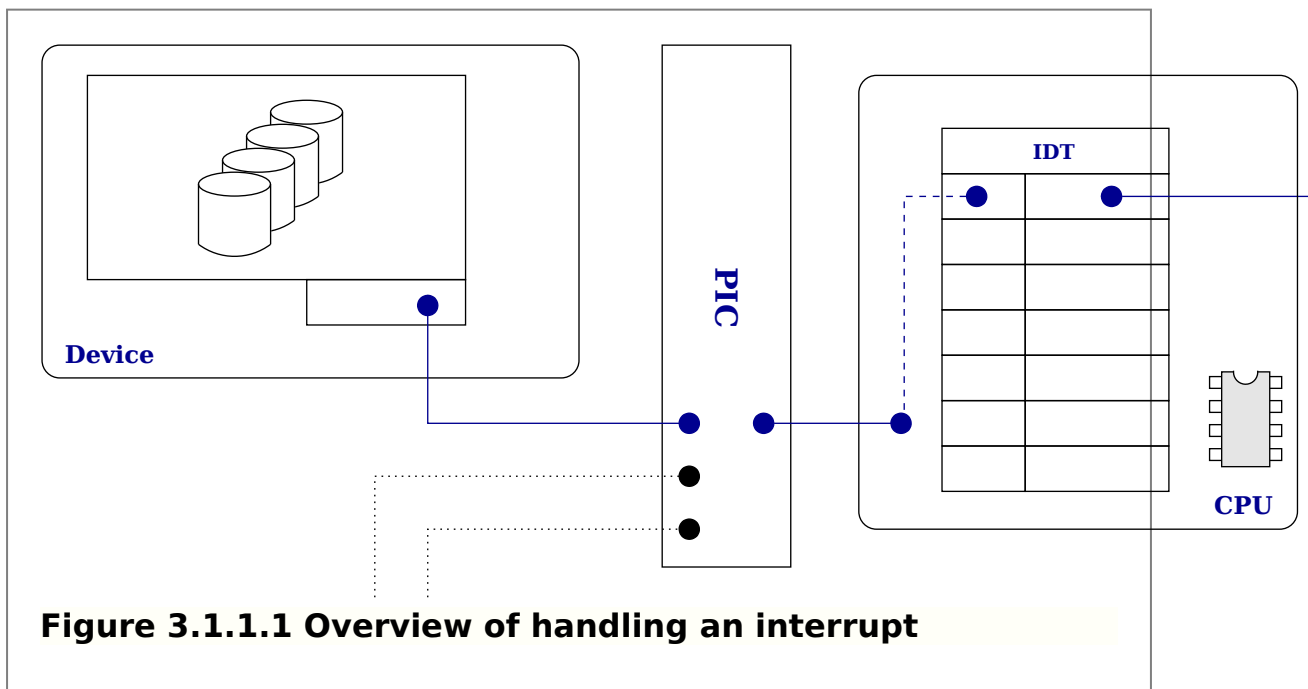 IDT
PIC
Device
CPU
Figure 3.1.1.1 Overview of handling an interrupt